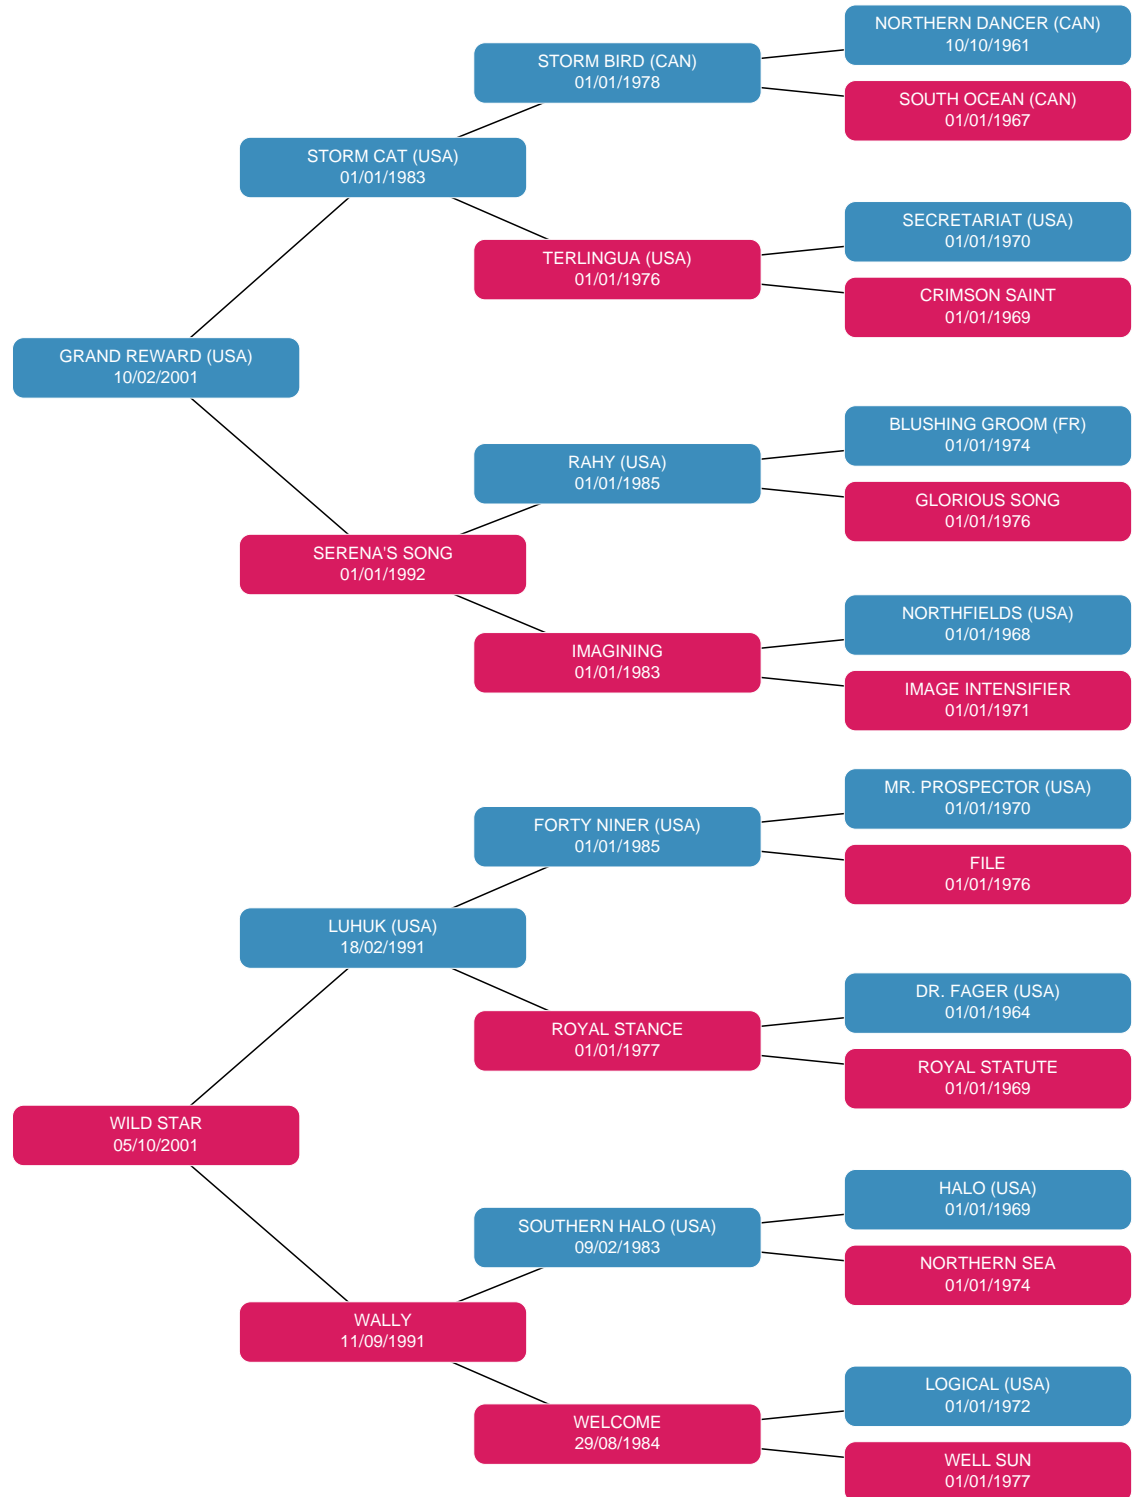 NORTHERN DANCER (CAN)
10/10/1961
STORM BIRD (CAN)
01/01/1978
SOUTH OCEAN (CAN)
01/01/1967
STORM CAT (USA)
01/01/1983
SECRETARIAT (USA)
01/01/1970
TERLINGUA (USA)
01/01/1976
CRIMSON SAINT
01/01/1969
GRAND REWARD (USA)
10/02/2001
BLUSHING GROOM (FR)
01/01/1974
RAHY (USA)
01/01/1985
GLORIOUS SONG
01/01/1976
SERENA'S SONG
01/01/1992
NORTHFIELDS (USA)
01/01/1968
IMAGINING
01/01/1983
IMAGE INTENSIFIER
01/01/1971
MR. PROSPECTOR (USA)
01/01/1970
FORTY NINER (USA)
01/01/1985
FILE
01/01/1976
LUHUK (USA)
18/02/1991
DR. FAGER (USA)
01/01/1964
ROYAL STANCE
01/01/1977
ROYAL STATUTE
01/01/1969
WILD STAR
05/10/2001
HALO (USA)
01/01/1969
SOUTHERN HALO (USA)
09/02/1983
NORTHERN SEA
01/01/1974
WALLY
11/09/1991
LOGICAL (USA)
01/01/1972
WELCOME
29/08/1984
WELL SUN
01/01/1977